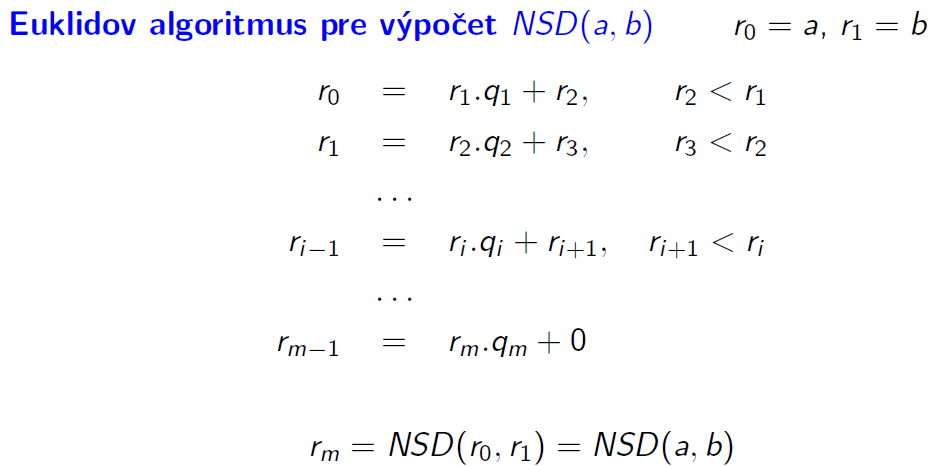 Euklidov algoritmus pre výpočet NSD(a, b) r₀ = a, r₁ = b
r₀ = r₁.q₁ + r₂, r₂ < r₁
r₁ = r₂.q₂ + r₃, r₃ < r₂
...
rᵢ₋₁ = rᵢ.qᵢ + rᵢ₊₁, rᵢ₊₁ < rᵢ
...
rₘ₋₁ = rₘ.qₘ + 0
rₘ = NSD(r₀, r₁) = NSD(a, b)